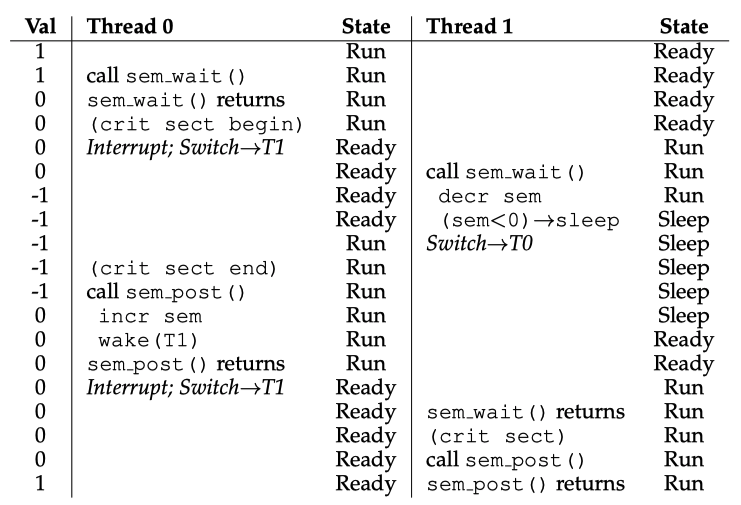 Val Thread 0 State Thread 1 State
1 Run Ready
1 call sem_wait() Run Ready
0 sem_wait() returns Run Ready
0 (crit sect begin) Run Ready
0 Interrupt; Switch→T1 Ready Run
0 Ready call sem_wait() Run
-1 Ready decr sem Run
-1 Ready (sem<0)→sleep Sleep
-1 Run Switch→T0 Sleep
-1 (crit sect end) Run Sleep
-1 call sem_post() Run Sleep
0 incr sem Run Sleep
0 wake(T1) Run Ready
0 sem_post() returns Run Ready
0 Interrupt; Switch→T1 Ready Run
0 Ready sem_wait() returns Run
0 Ready (crit sect) Run
0 Ready call sem_post() Run
1 Ready sem_post() returns Run